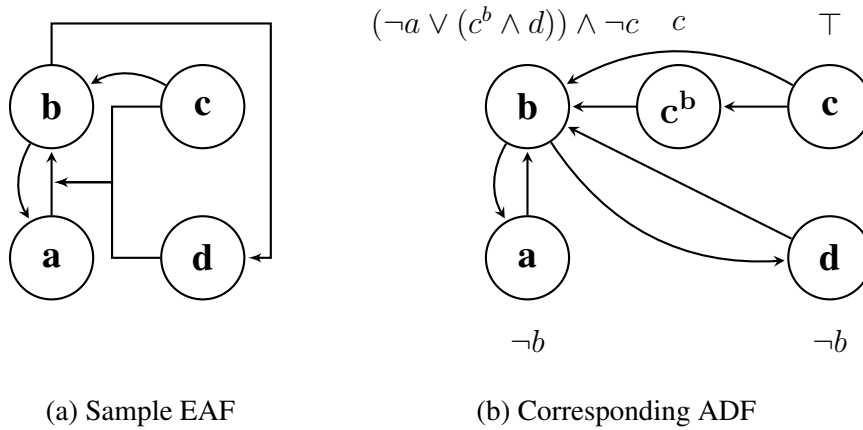 (¬a ∨ (c^b ∧ d)) ∧ ¬c c ⊤
b c b c^b c
a d a d
¬b ¬b
(a) Sample EAF (b) Corresponding ADF